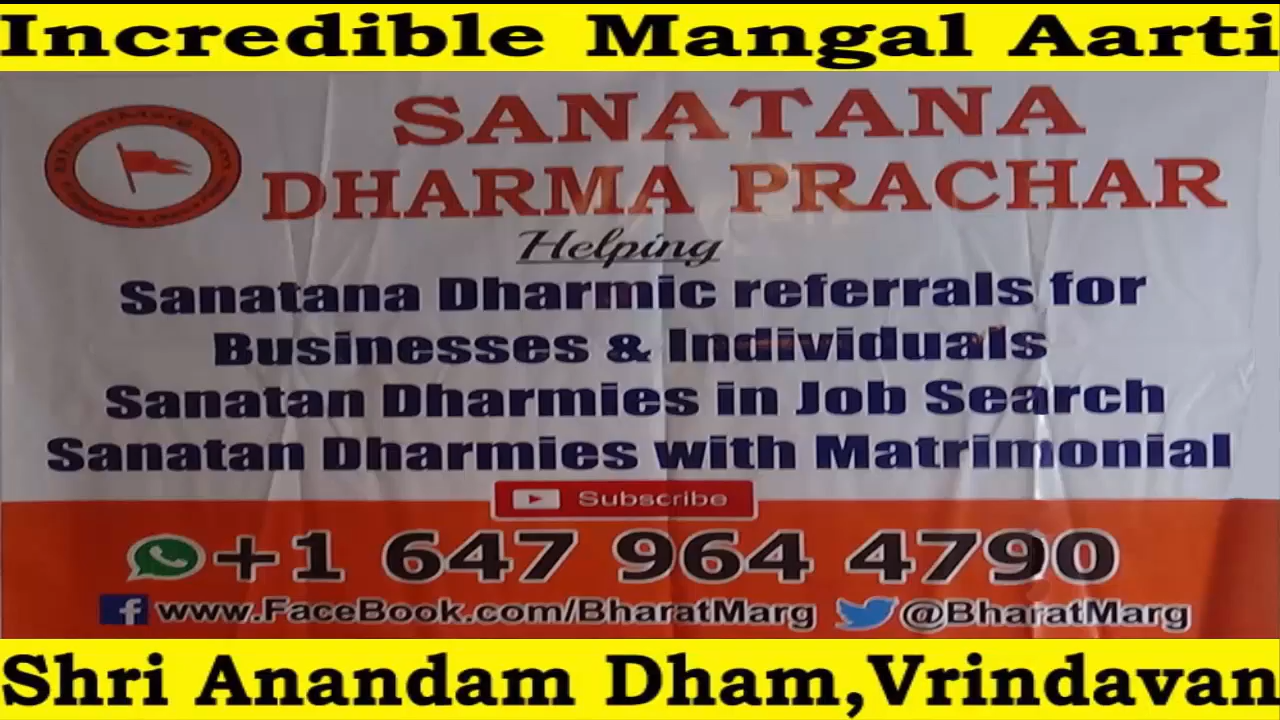 Incredible Mangal Aarti
SANATANA
DHARMA PRACHAR
Helping
Sanatana Dharmic referrals for
Businesses & Individuals
Sanatan Dharmies in Job Search
Sanatan Dharmies with Matrimonial
Subscribe
+1 647 964 4790
www.FaceBook.com/BharatMarg @BharatMarg
Shri Anandam Dham,Vrindavan